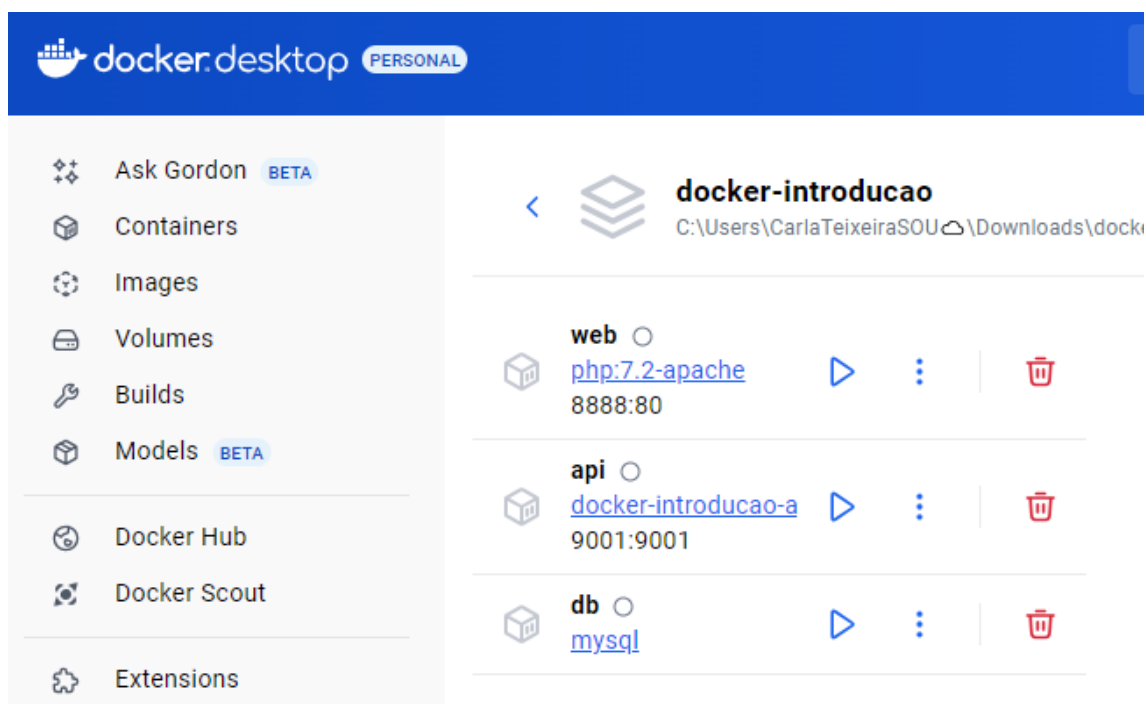 docker.desktop PERSONAL
Ask Gordon BETA
Containers
Images
Volumes
Builds
Models BETA
Docker Hub
Docker Scout
Extensions
docker-introducao
C:\Users\CarlaTeixeiraSOU\Downloads\docke
web
php:7.2-apache
8888:80
api
docker-introducao-a
9001:9001
db
mysql